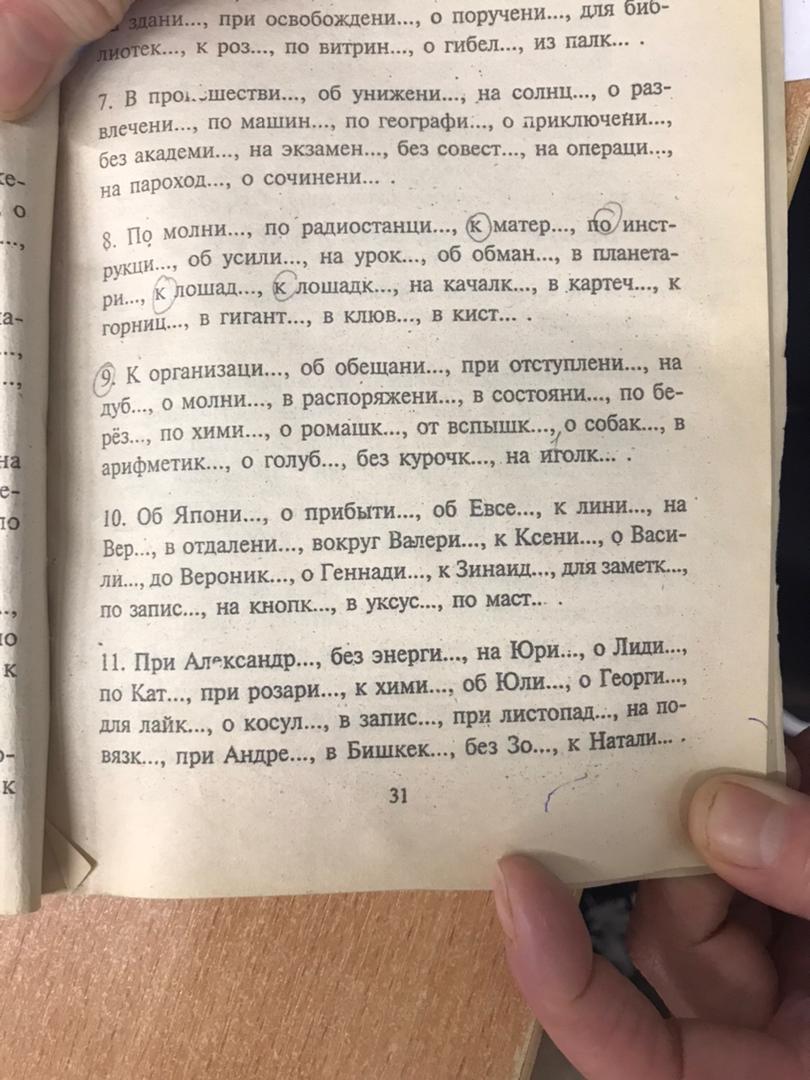 здани..., при освобождени..., о поручени..., для биб-
лиотек..., к роз..., по витрин..., о гибел..., из палк... .
7. В происшестви..., об унижени..., на солнц..., о раз-
влечени..., по машин..., по географи..., о приключени...,
без академи..., на экзамен..., без совест..., на операци...,
на пароход..., о сочинени... .
8. По молни..., по радиостанци..., к матер..., по инст-
рукци..., об усили..., на урок..., об обман..., в планета-
ри..., к лошад..., к лошадк..., на качалк..., в картеч..., к
горниц..., в гигант..., в клюв..., в кист... .
9. К организаци..., об обещани..., при отступлени..., на
дуб..., о молни..., в распоряжени..., в состояни..., по бе-
рёз..., по хими..., о ромашк..., от вспышк..., о собак..., в
арифметик..., о голуб..., без курочк..., на иголк... .
10. Об Япони..., о прибыти..., об Евсе..., к лини..., на
Вер..., в отдалени..., вокруг Валери..., к Ксени..., о Васи-
ли..., до Вероник..., о Геннади..., к Зинаид..., для заметк...,
по запис..., на кнопк..., в уксус..., по маст... .
11. При Александр..., без энерги..., на Юри..., о Лиди...,
по Кат..., при розари..., к хими..., об Юли..., о Георги...,
для лайк..., о косул..., в запис..., при листопад..., на по-
вязк..., при Андре..., в Бишкек..., без Зо..., к Натали... .
31